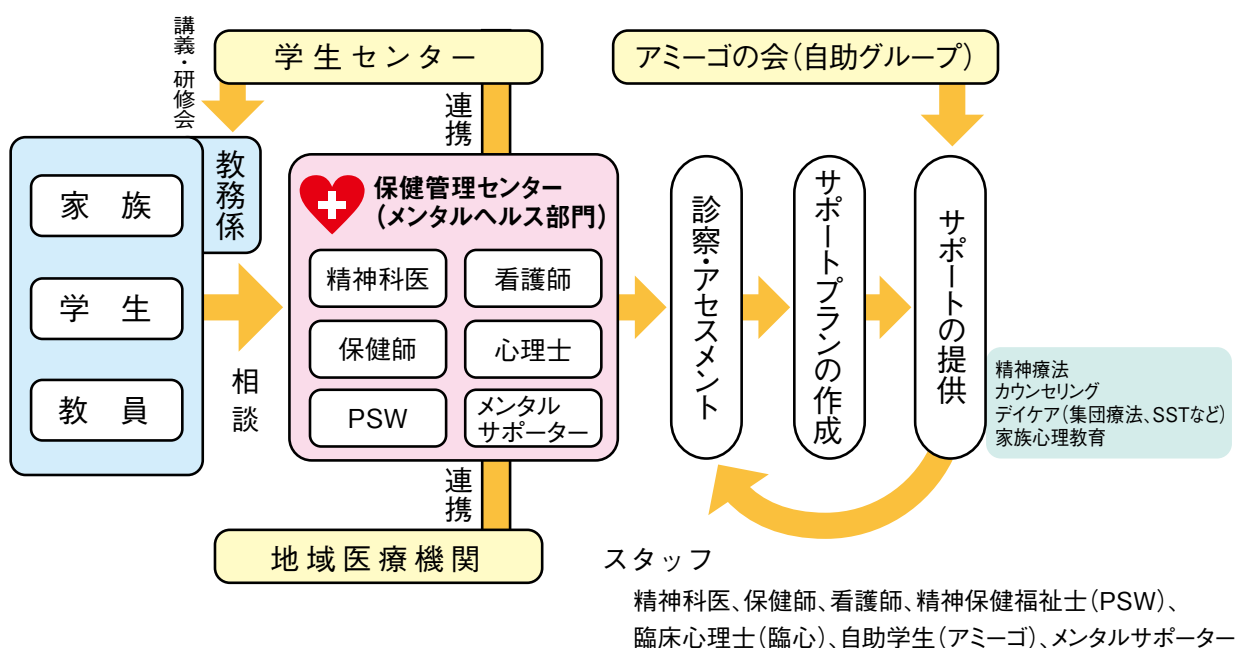 講義・研修会
学生センター
アミーゴの会(自助グループ)
連携
教務係
家族
学生
教員
相談
保健管理センター
(メンタルヘルス部門)
精神科医
看護師
保健師
心理士
PSW
メンタル
サポーター
連携
地域医療機関
診察・アセスメント
サポートプランの作成
サポートの提供
精神療法
カウンセリング
デイケア(集団療法、SSTなど)
家族心理教育
スタッフ
精神科医、保健師、看護師、精神保健福祉士(PSW)、
臨床心理士(臨心)、自助学生(アミーゴ)、メンタルサポーター